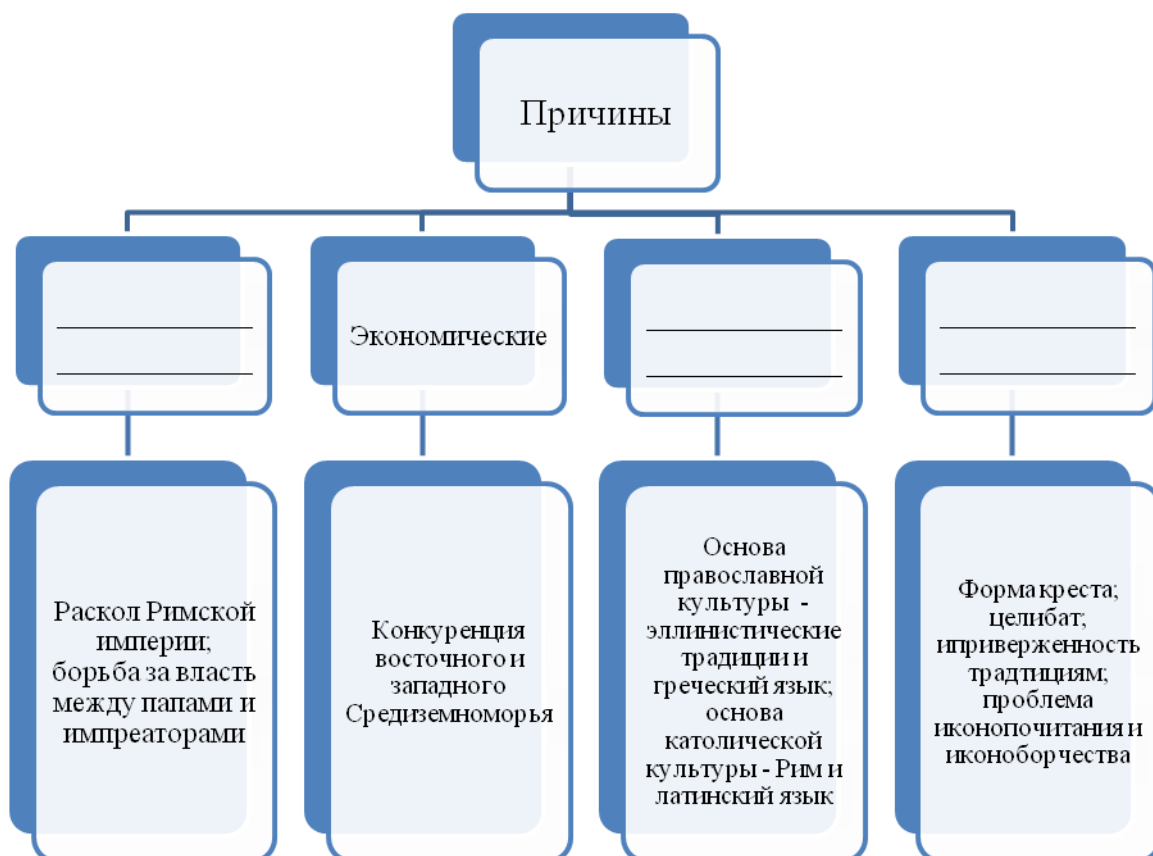 Причины
Экономические
Раскол Римской
империи;
борьба за власть
между папами и
импреаторами
Конкуренция
восточного и
западного
Средиземноморья
Основа
православной
культуры -
эллинистические
традиции и
греческий язык;
основа
католической
культуры - Рим и
латинский язык
Форма креста;
целибат;
иприверженность
традтициям;
проблема
иконопочитания и
иконоборчества